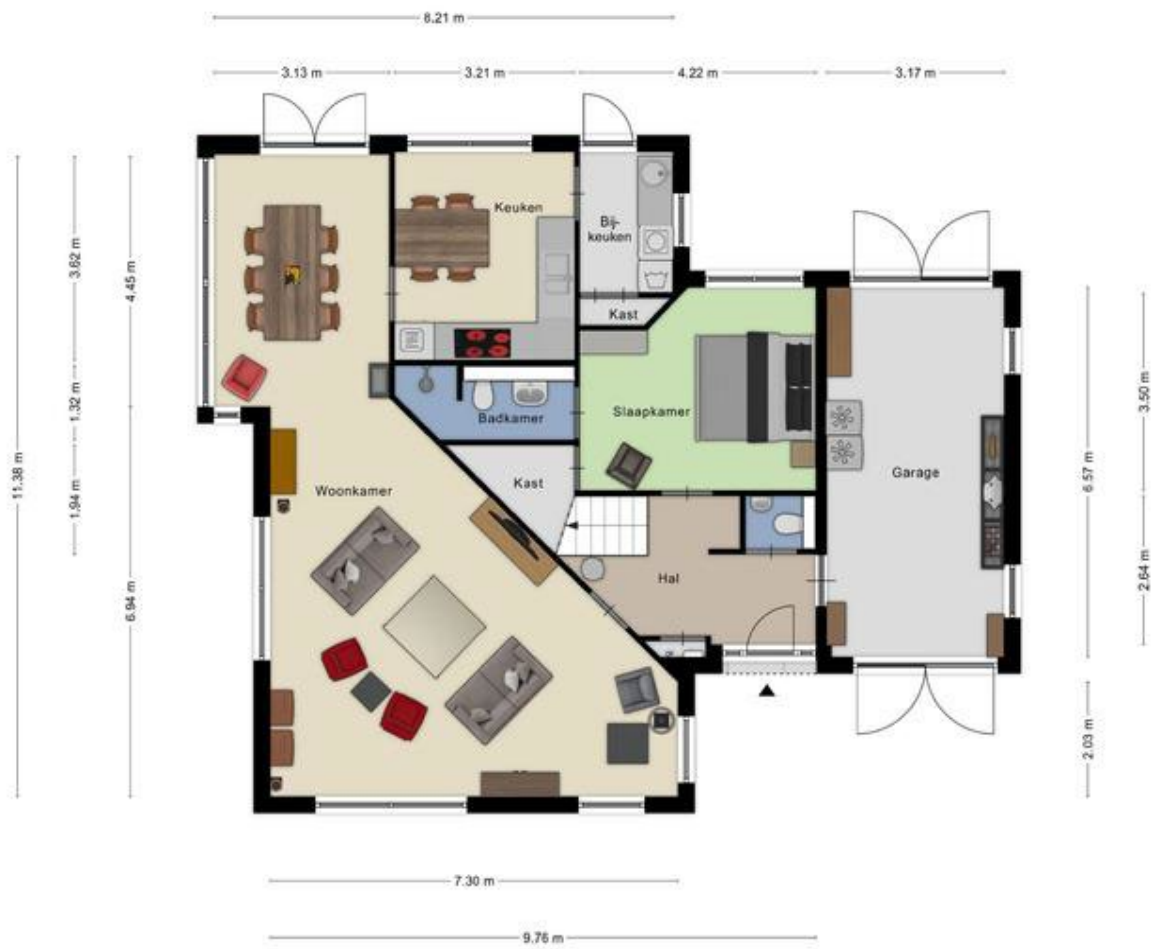 8.21 m
3.13 m
3.21 m
4.22 m
3.17 m
11.38 m
3.62 m
1.32 m
1.94 m
4.45 m
6.94 m
Keuken
Bij-
keuken
Kast
Badkamer
Slaapkamer
Kast
Woonkamer
Garage
Hal
6.57 m
2.03 m
3.50 m
2.64 m
7.30 m
9.76 m